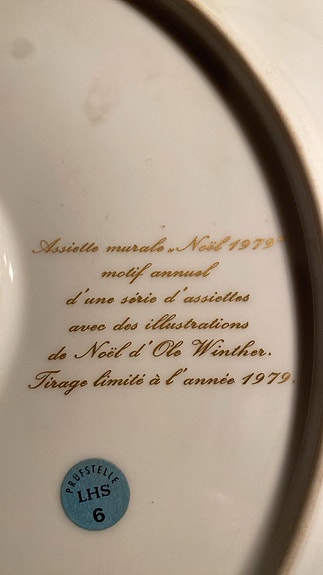 Assiette murale „Noël 1979“
motif annuel
d'une série d'assiettes
avec des illustrations
de Noël d'Ole Winther.
Tirage limité à l'année 1979.
PRÜFSTELLE
LHS
6